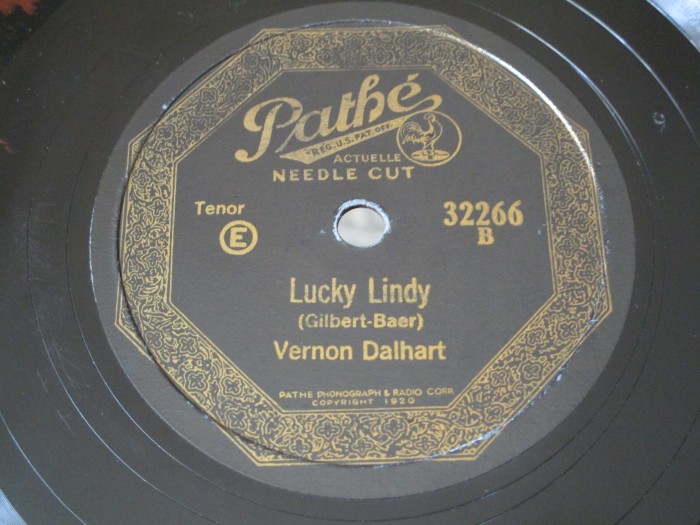 Pathé
REG. U.S. PAT. OFF.
ACTUELLE
NEEDLE CUT
Tenor
E
32266
B
Lucky Lindy
(Gilbert-Baer)
Vernon Dalhart
PATHE PHONOGRAPH & RADIO CORP.
COPYRIGHT 1920